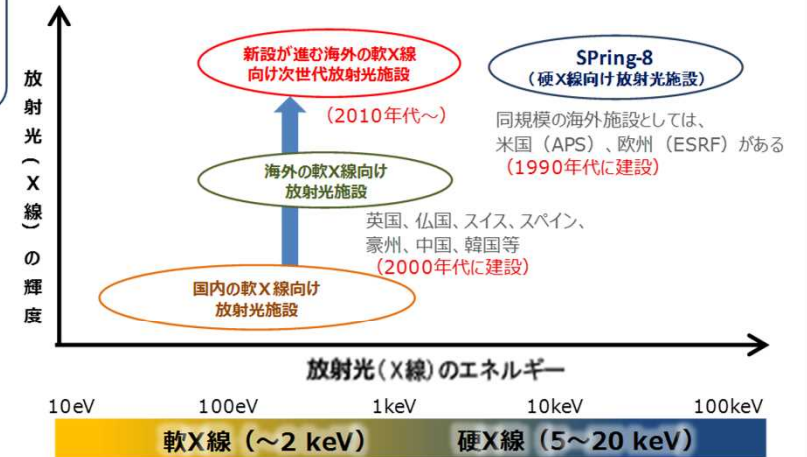 放射光(X線)の輝度
新設が進む海外の軟X線
向け次世代放射光施設
(2010年代~)
SPring-8
(硬X線向け放射光施設)
同規模の海外施設としては、
米国(APS)、欧州(ESRF)がある
(1990年代に建設)
海外の軟X線向け
放射光施設
英国、仏国、スイス、スペイン、
豪州、中国、韓国等
(2000年代に建設)
国内の軟X線向け
放射光施設
放射光(X線)のエネルギー
10eV 100eV 1keV 10keV 100keV
軟X線(~2 keV) 硬X線(5~20 keV)